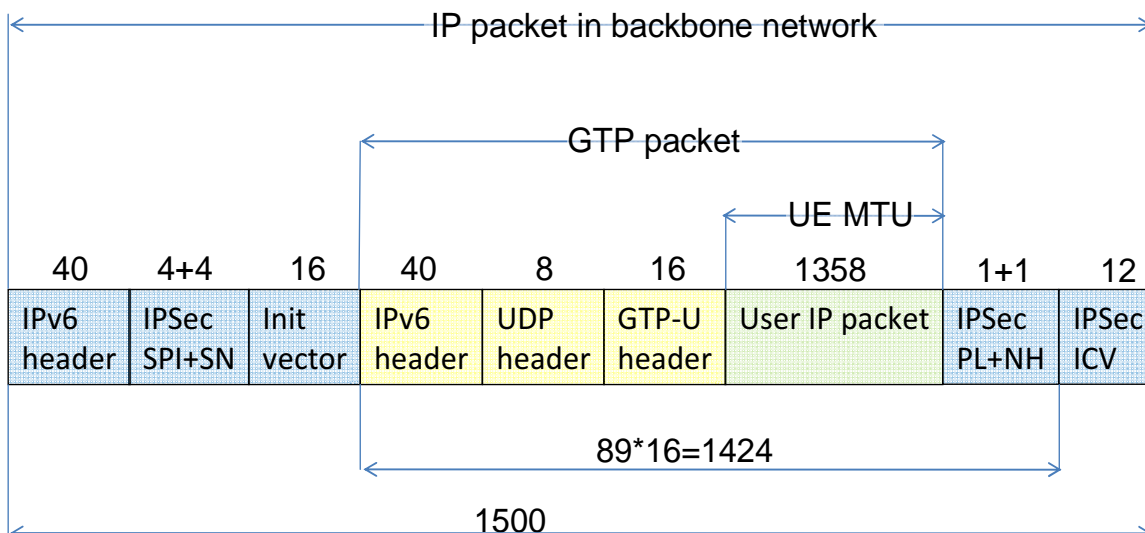 IP packet in backbone network
GTP packet
UE MTU
40 4+4 16 40 8 16 1358 1+1 12
IPv6 header
IPSec SPI+SN
Init vector
IPv6 header
UDP header
GTP-U header
User IP packet
IPSec PL+NH
IPSec ICV
89*16=1424
1500